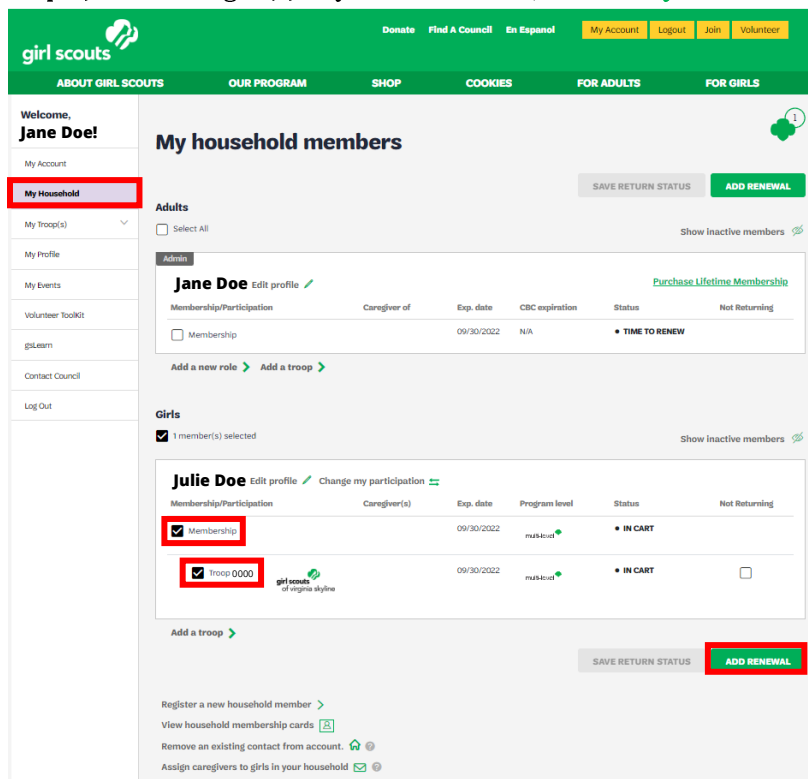 girl scouts
Donate Find A Council En Espanol My Account Logout Join Volunteer
ABOUT GIRL SCOUTS OUR PROGRAM SHOP COOKIES FOR ADULTS FOR GIRLS
Welcome,
Jane Doe!
1
My household members
My Account
My Household
SAVE RETURN STATUS ADD RENEWAL
Adults
My Troop(s)
Select All
Show inactive members
My Profile
Admin
Jane Doe Edit profile
Purchase Lifetime Membership
My Events
Membership/Participation Caregiver of Exp. date CBC expiration Status Not Returning
Volunteer ToolKit
Membership 09/30/2022 N/A • TIME TO RENEW
gsLearn
Add a new role Add a troop
Contact Council
Log Out
Girls
1 member(s) selected
Show inactive members
Julie Doe Edit profile Change my participation
Membership/Participation Caregiver(s) Exp. date Program level Status Not Returning
Membership 09/30/2022 multi-level • IN CART
Troop 0000 girl scouts of virginia skyline 09/30/2022 multi-level • IN CART
Add a troop
SAVE RETURN STATUS ADD RENEWAL
Register a new household member
View household membership cards
Remove an existing contact from account.
Assign caregivers to girls in your household